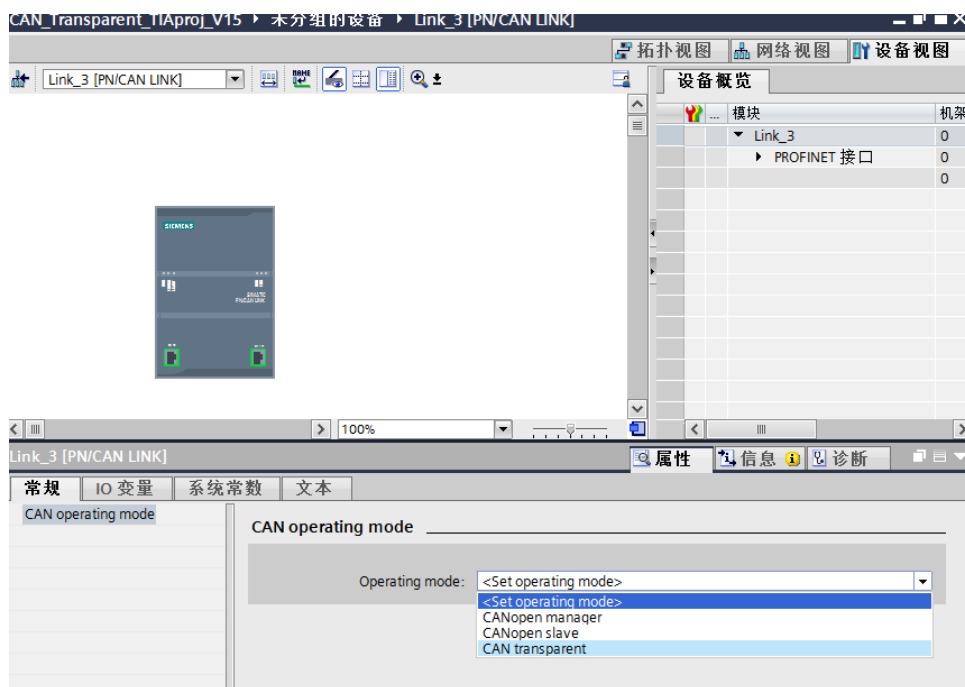 CAN_Transparent_TIAproj_V15 ▸ 未分组的设备 ▸ Link_3 [PN/CAN LINK]
拓扑视图 网络视图 设备视图
Link_3 [PN/CAN LINK]
设备概览
... 模块 机架
Link_3 0
PROFINET 接口 0
0
SIEMENS
SIMATIC
PN/CAN LINK
100%
Link_3 [PN/CAN LINK]
属性 信息 诊断
常规 IO 变量 系统常数 文本
CAN operating mode
CAN operating mode
Operating mode: <Set operating mode>
<Set operating mode>
CANopen manager
CANopen slave
CAN transparent